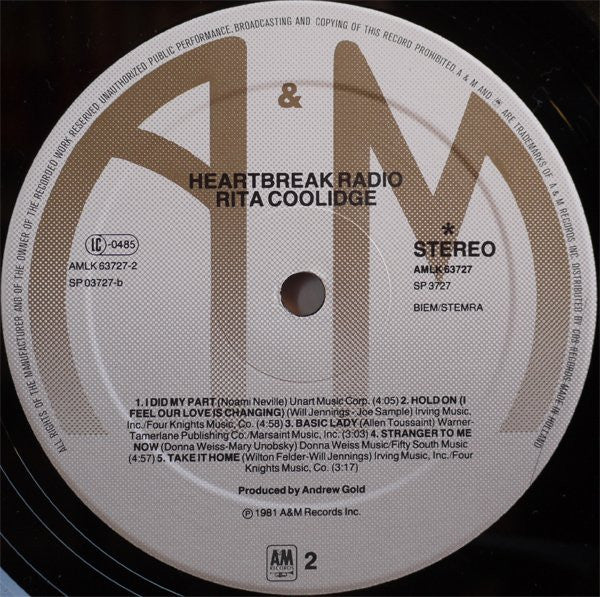 ALL RIGHTS OF THE MANUFACTURER AND OF THE OWNER OF THE RECORDED WORK RESERVED. UNAUTHORIZED PUBLIC PERFORMANCE, BROADCASTING AND COPYING OF THIS RECORD PROHIBITED. A & M AND ARE TRADEMARKS OF A & M RECORDS INC. DISTRIBUTED BY CBS RECORDS MADE IN HOLLAND
A & M
HEARTBREAK RADIO
RITA COOLIDGE
LC -0485
AMLK 63727-2
SP 03727-b
*
STEREO
AMLK 63727
SP 3727
BIEM/STEMRA
1. I DID MY PART (Noami Neville) Unart Music Corp. (4:05) 2. HOLD ON (I
FEEL OUR LOVE IS CHANGING) (Will Jennings - Joe Sample) Irving Music,
Inc./Four Knights Music, Co. (4:58) 3. BASIC LADY (Allen Toussaint) Warner-
Tamerlane Publishing Co./Marsaint Music, Inc. (3:03) 4. STRANGER TO ME
NOW (Donna Weiss-Mary Unobsky) Donna Weiss Music/Fifty South Music
(4:57) 5. TAKE IT HOME (Wilton Felder-Will Jennings) Irving Music, Inc./Four
Knights Music, Co. (3:17)
Produced by Andrew Gold
℗ 1981 A&M Records Inc.
AM
RECORDS
2